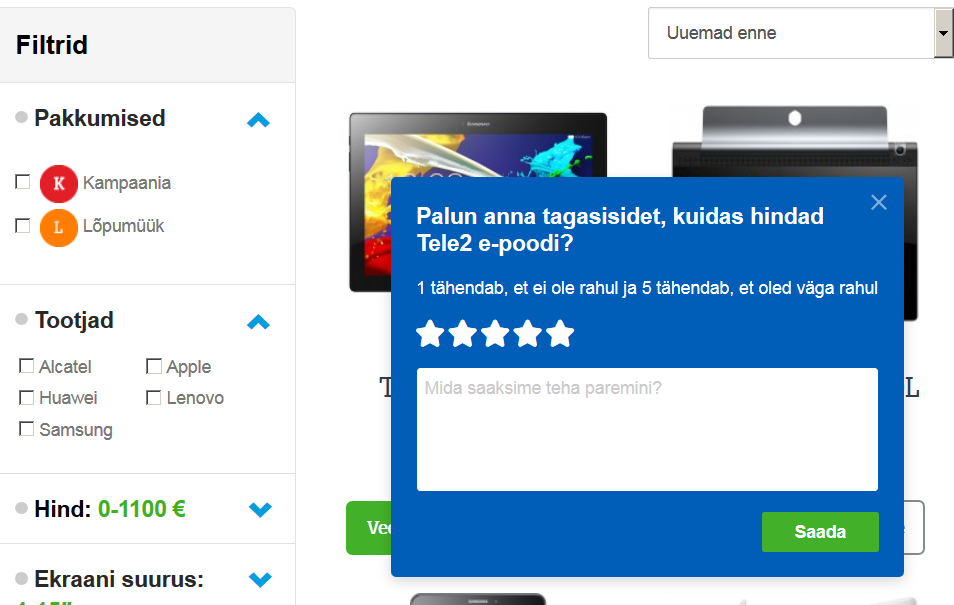 Filtrid
Uuemad enne
Pakkumised
K Kampaania
L Lõpumüük
Tootjad
Alcatel Apple
Huawei Lenovo
Samsung
Hind: 0-1100 €
Ekraani suurus:
Palun anna tagasisidet, kuidas hindad
Tele2 e-poodi?
1 tähendab, et ei ole rahul ja 5 tähendab, et oled väga rahul
Mida saaksime teha paremini?
Saada